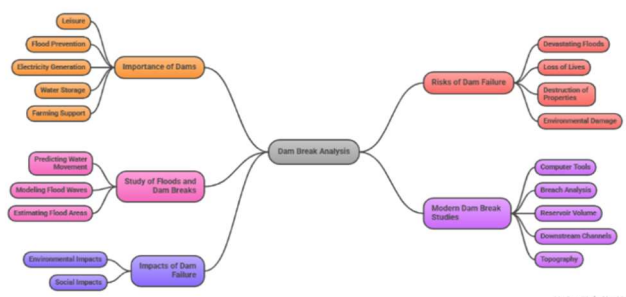 Leisure
Flood Prevention
Electricity Generation
Water Storage
Farming Support
Importance of Dams
Predicting Water
Movement
Modeling Flood Waves
Estimating Flood Areas
Study of Floods and
Dam Breaks
Environmental Impacts
Social Impacts
Impacts of Dam
Failure
Dam Break Analysis
Risks of Dam Failure
Devastating Floods
Loss of Lives
Destruction of
Properties
Environmental Damage
Modern Dam Break
Studies
Computer Tools
Breach Analysis
Reservoir Volume
Downstream Channels
Topography